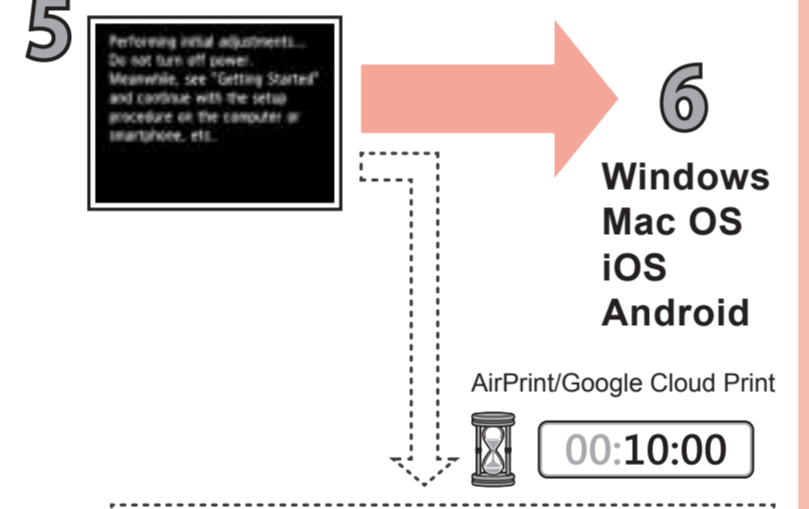 5
Performing initial adjustments...
Do not turn off power.
Meanwhile, see "Getting Started"
and continue with the setup
procedure on the computer or
smartphone, etc.
6
Windows
Mac OS
iOS
Android
AirPrint/Google Cloud Print
00:10:00